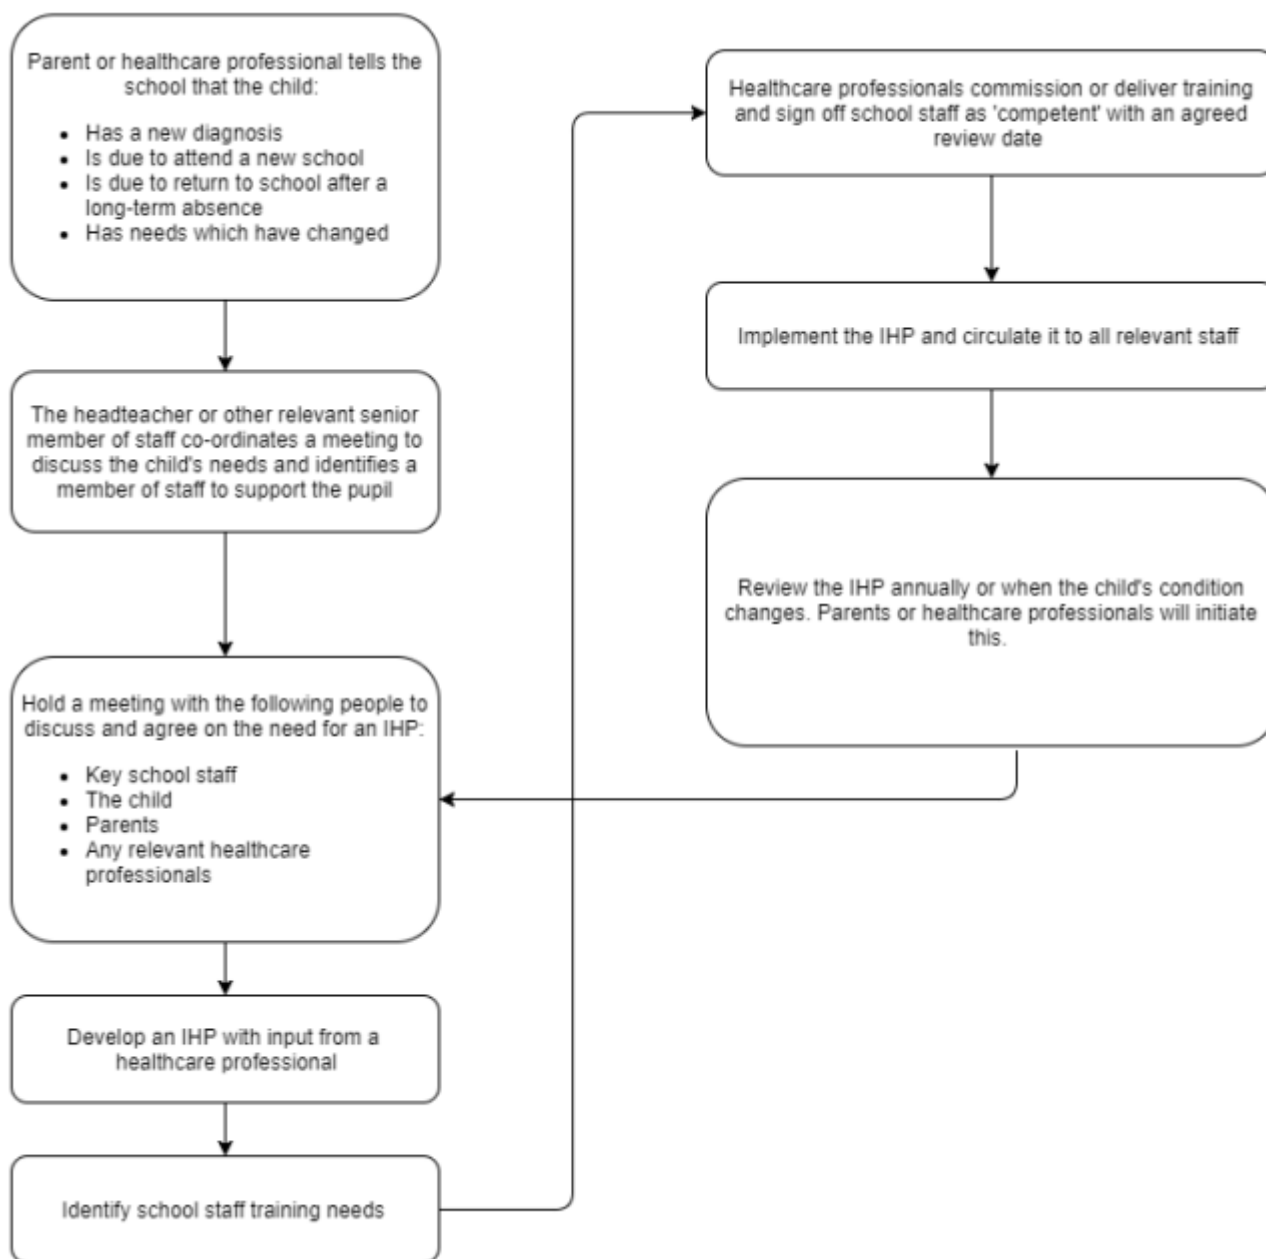 Parent or healthcare professional tells the
school that the child:
• Has a new diagnosis
• Is due to attend a new school
• Is due to return to school after a
long-term absence
• Has needs which have changed
The headteacher or other relevant senior
member of staff co-ordinates a meeting to
discuss the child's needs and identifies a
member of staff to support the pupil
Hold a meeting with the following people to
discuss and agree on the need for an IHP:
• Key school staff
• The child
• Parents
• Any relevant healthcare
professionals
Develop an IHP with input from a
healthcare professional
Identify school staff training needs
Healthcare professionals commission or deliver training
and sign off school staff as 'competent' with an agreed
review date
Implement the IHP and circulate it to all relevant staff
Review the IHP annually or when the child's condition
changes. Parents or healthcare professionals will initiate
this.